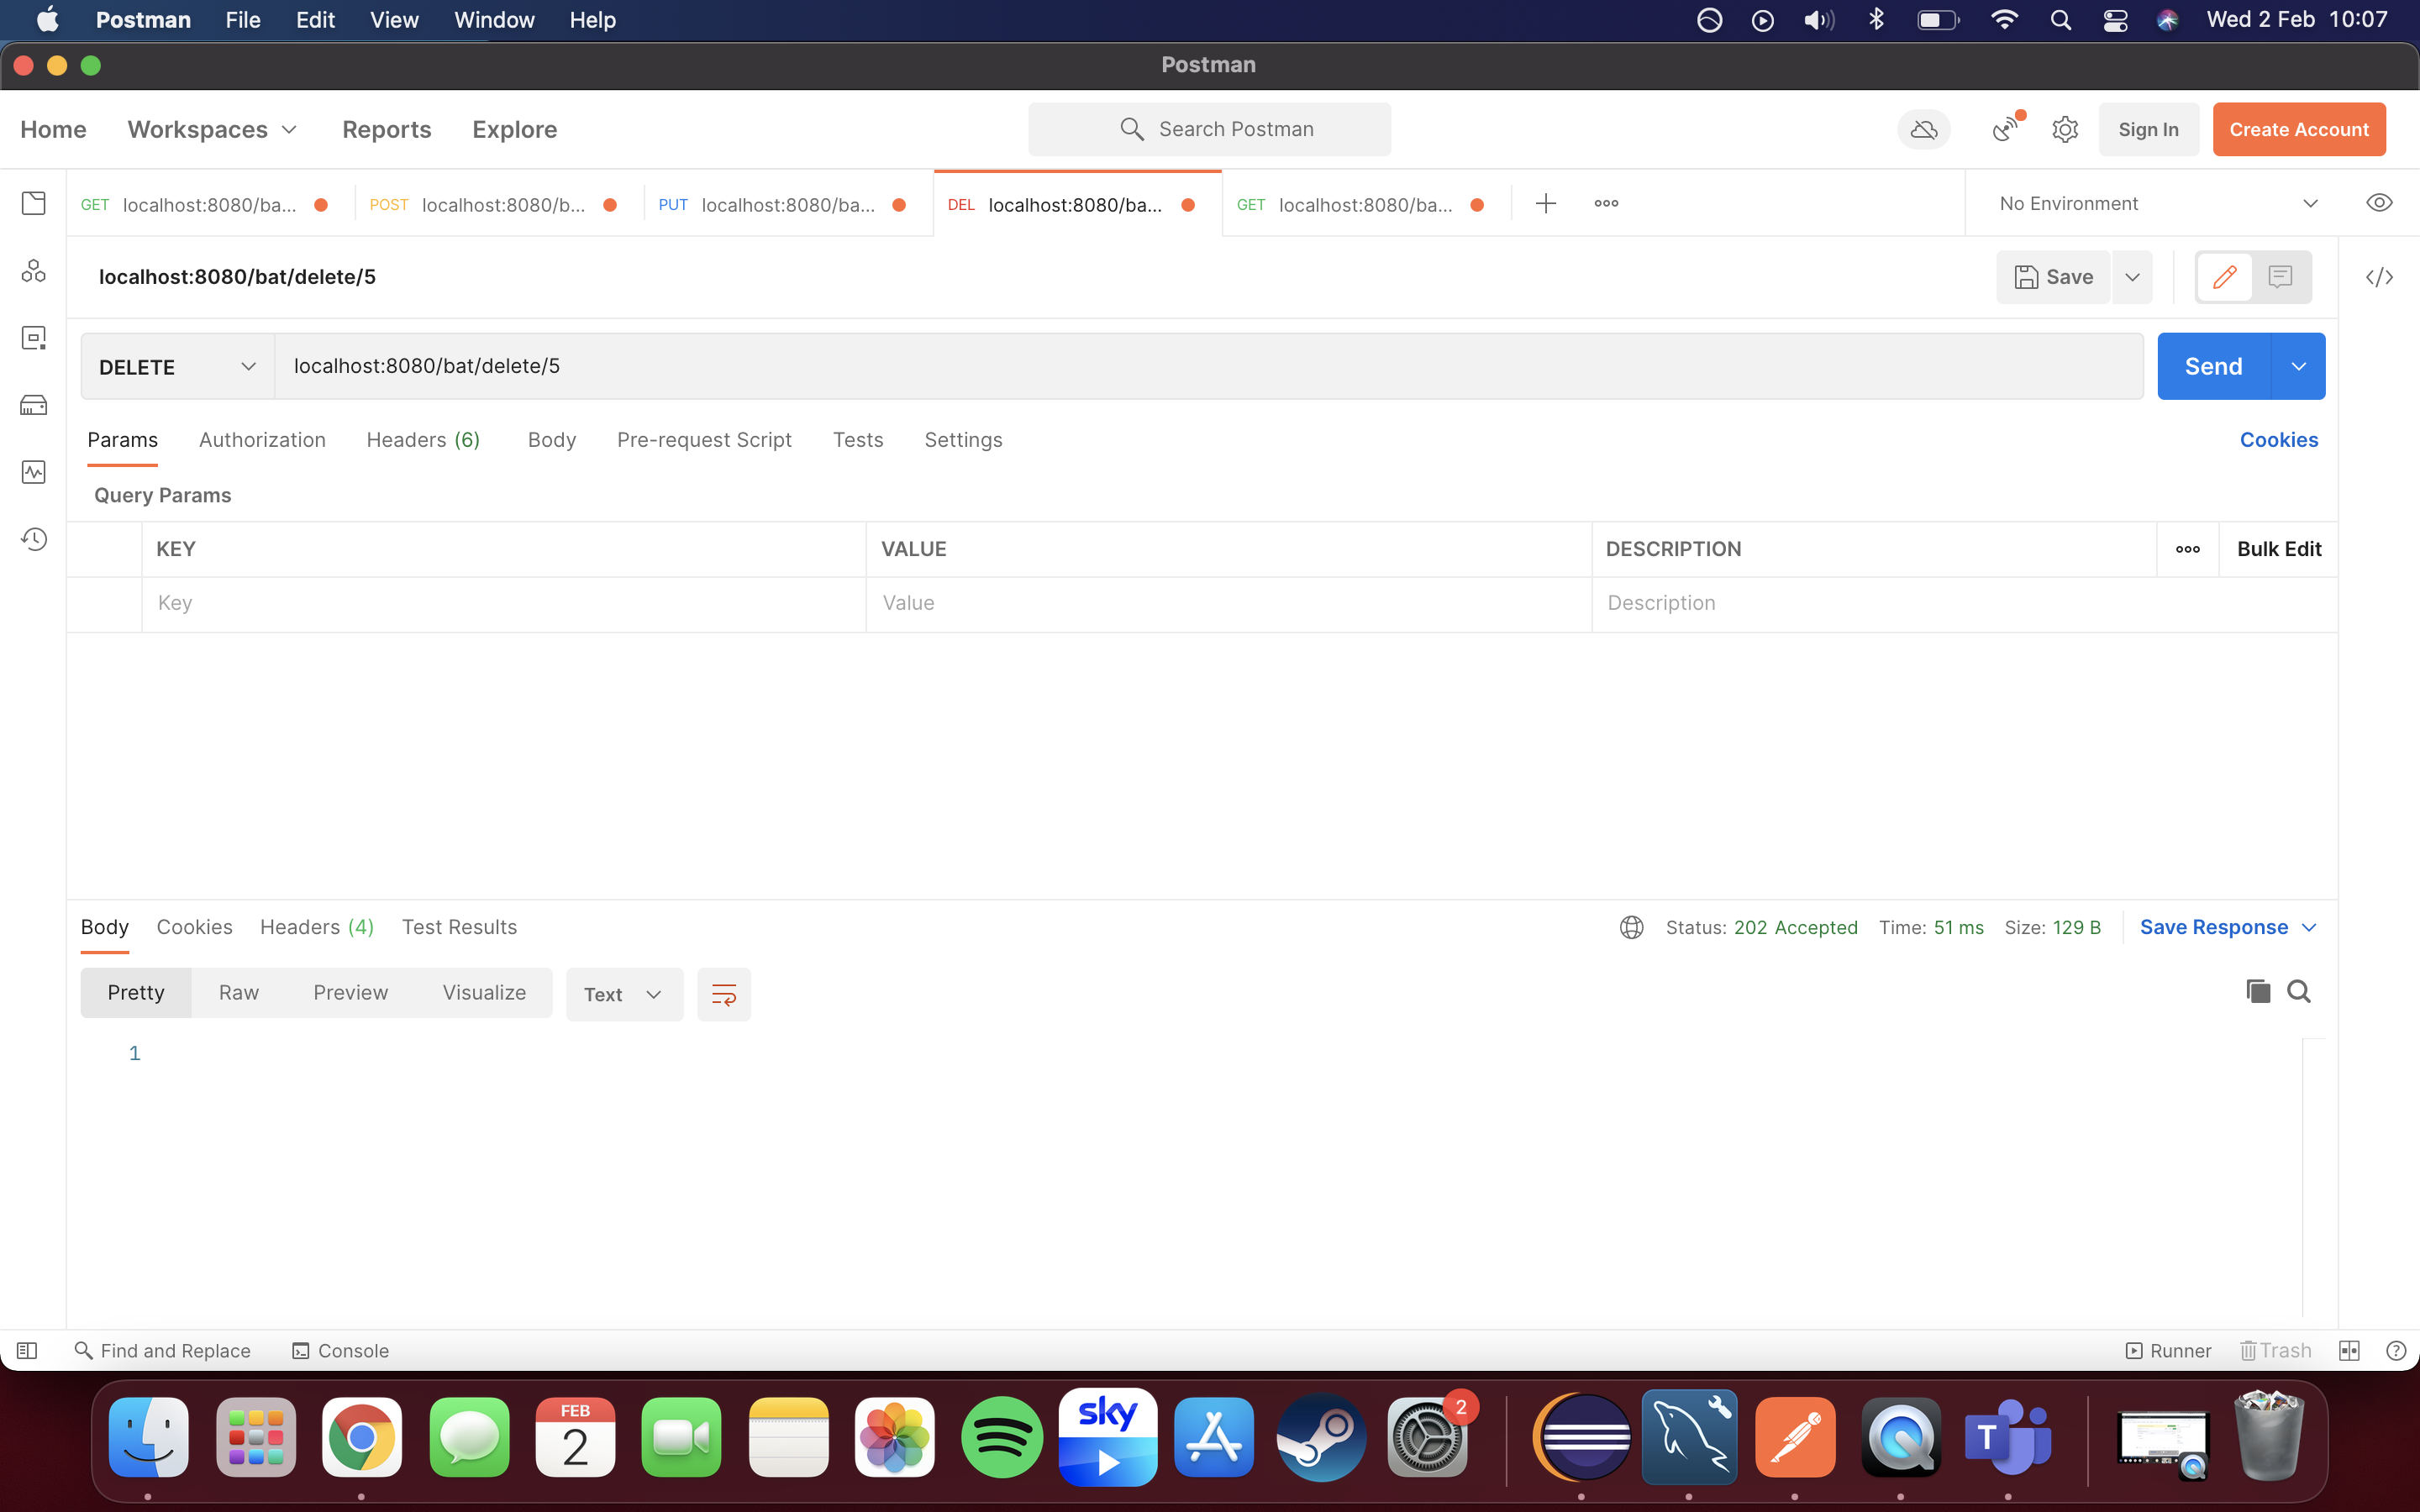 Postman File Edit View Window Help Wed 2 Feb 10:07
Postman
Home Workspaces Reports Explore Search Postman Sign In Create Account
GET localhost:8080/ba... POST localhost:8080/b... PUT localhost:8080/ba... DEL localhost:8080/ba... GET localhost:8080/ba... No Environment
localhost:8080/bat/delete/5 Save
DELETE localhost:8080/bat/delete/5 Send
Params Authorization Headers (6) Body Pre-request Script Tests Settings Cookies
Query Params
KEY VALUE DESCRIPTION Bulk Edit
Key Value Description
Body Cookies Headers (4) Test Results Status: 202 Accepted Time: 51 ms Size: 129 B Save Response
Pretty Raw Preview Visualize Text
1
Find and Replace Console Runner Trash
FEB
2
sky
2
T